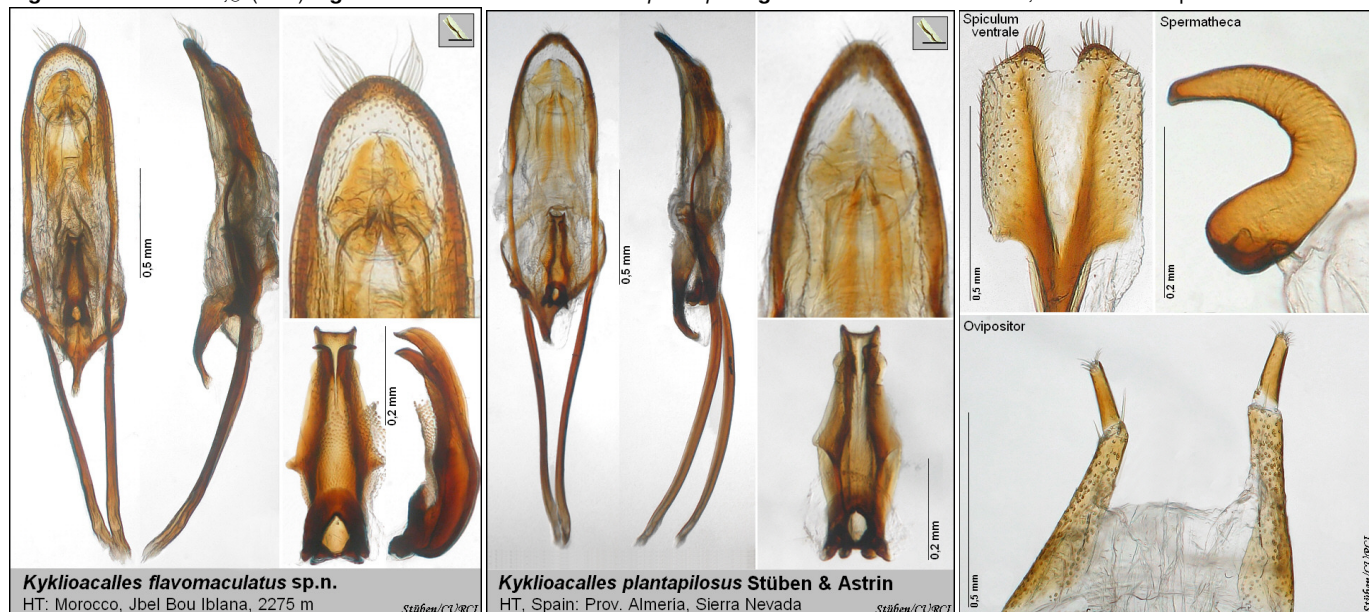 0,5 mm
0,2 mm
Kyklioacalles flavomaculatus sp.n.
HT: Morocco, Jbel Bou Iblana, 2275 m
Stüben/CURCI
0,5 mm
0,2 mm
Kyklioacalles plantapilosus Stüben & Astrin
HT, Spain: Prov. Almeria, Sierra Nevada
Stüben/CURCI
Spiculum
ventrale
0,5 mm
Spermatheca
0,2 mm
Ovipositor
0,5 mm
Stüben/CURCI